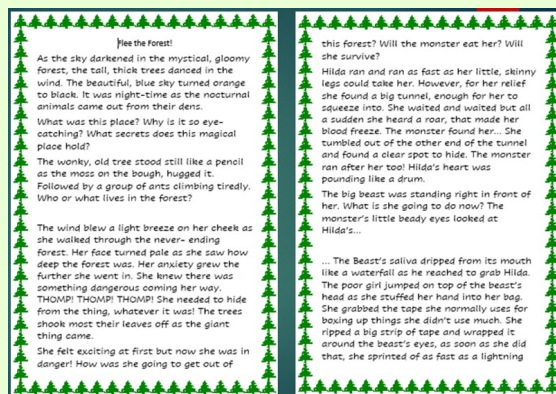 Flee the Forest!
As the sky darkened in the mystical, gloomy
forest, the tall, thick trees danced in the
wind. The beautiful, blue sky turned orange
to black. It was night-time as the nocturnal
animals came out from their dens.
What was this place? Why is it so eye-
catching? What secrets does this magical
place hold?
The wonky, old tree stood still like a pencil
as the moss on the bough, hugged it.
Followed by a group of ants climbing tiredly.
Who or what lives in the forest?
The wind blew a light breeze on her cheek as
she walked through the never- ending
forest. Her face turned pale as she saw how
deep the forest was. Her anxiety grew the
further she went in. She knew there was
something dangerous coming her way.
THOMP! THOMP! THOMP! She needed to hide
from the thing, whatever it was! The trees
shook most their leaves off as the giant
thing came.
She felt exciting at first but now she was in
danger! How was she going to get out of
this forest? Will the monster eat her? Will
she survive?
Hilda ran and ran as fast as her little, skinny
legs could take her. However, for her relief
she found a big tunnel, enough for her to
squeeze into. She waited and waited but all
a sudden she heard a roar, that made her
blood freeze. The monster found her... She
tumbled out of the other end of the tunnel
and found a clear spot to hide. The monster
ran after her too! Hilda's heart was
pounding like a drum.
The big beast was standing right in front of
her. What is she going to do now? The
monster's little beady eyes looked at
Hilda's...
... The Beast's saliva dripped from its mouth
like a waterfall as he reached to grab Hilda.
The poor girl jumped on top of the beast's
head as she stuffed her hand into her bag.
She grabbed the tape she normally uses for
boxing up things she didn't use much. She
ripped a big strip of tape and wrapped it
around the beast's eyes, as soon as she did
that, she sprinted of as fast as a lightning